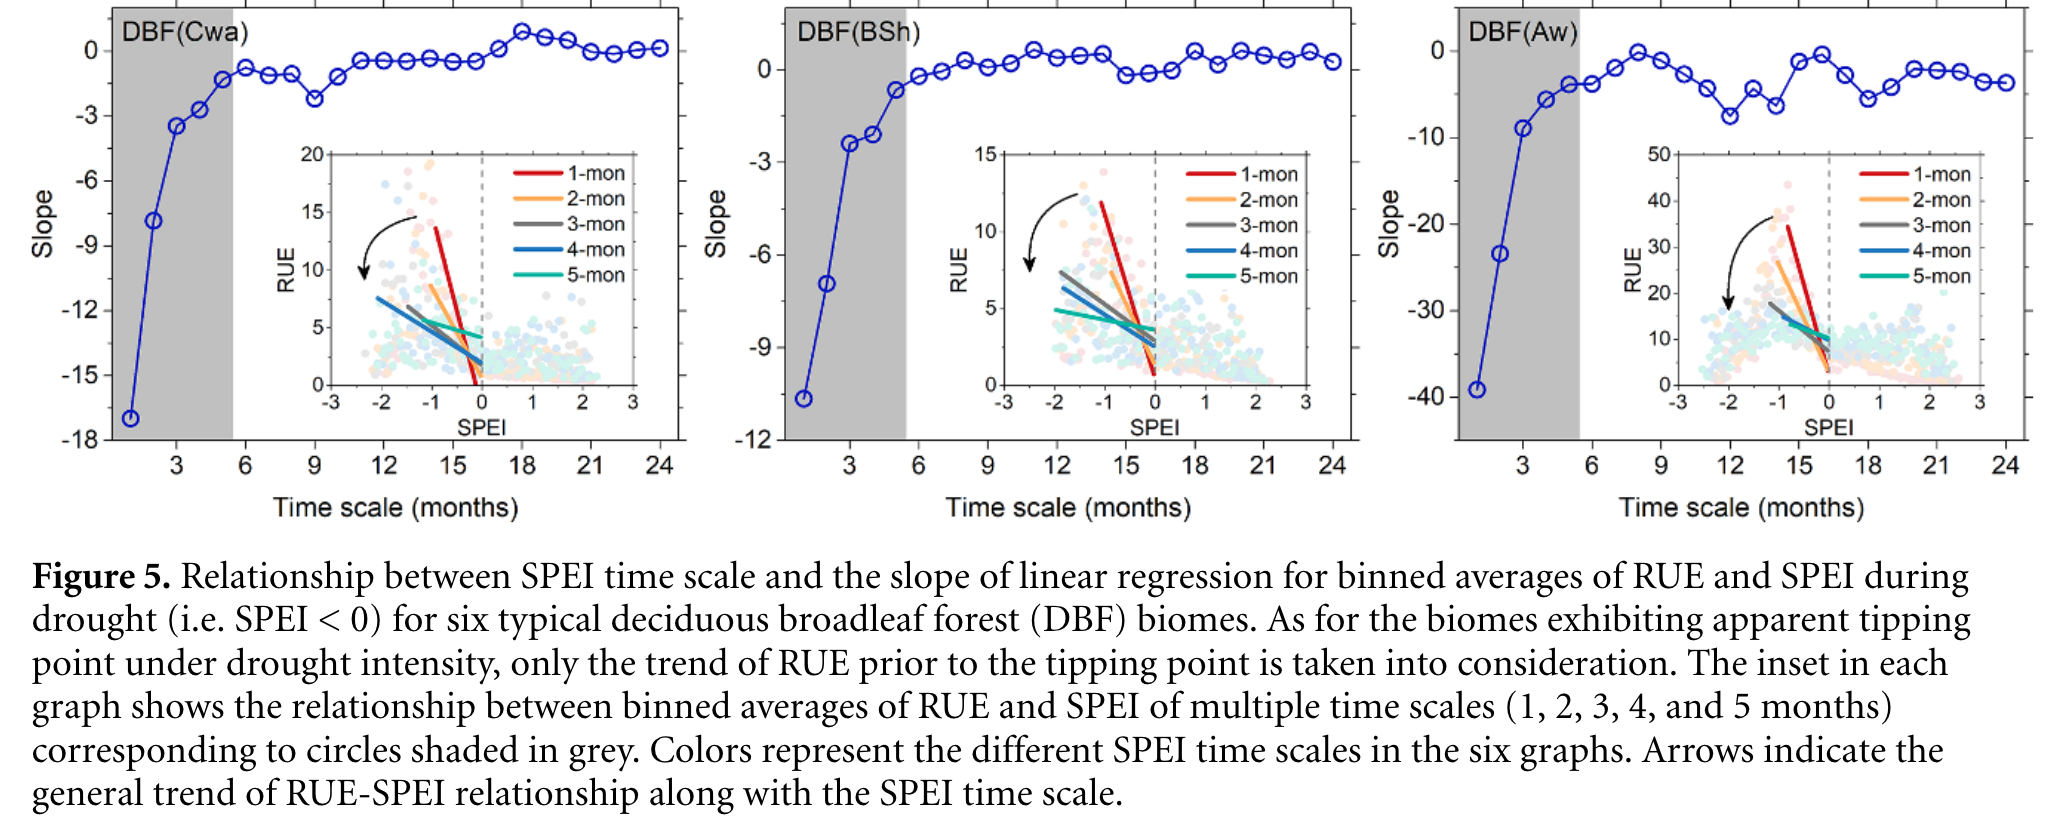 DBF(Cwa)
0
-3
-6
-9
-12
-15
-18
Slope
3 6 9 12 15 18 21 24
Time scale (months)
20
15
10
5
0
RUE
-3 -2 -1 0 1 2 3
SPEI
1-mon
2-mon
3-mon
4-mon
5-mon
DBF(BSh)
0
-3
-6
-9
-12
Slope
3 6 9 12 15 18 21 24
Time scale (months)
15
10
5
0
RUE
-3 -2 -1 0 1 2 3
SPEI
1-mon
2-mon
3-mon
4-mon
5-mon
DBF(Aw)
0
-10
-20
-30
-40
Slope
3 6 9 12 15 18 21 24
Time scale (months)
50
40
30
20
10
0
RUE
-3 -2 -1 0 1 2 3
SPEI
1-mon
2-mon
3-mon
4-mon
5-mon
Figure 5. Relationship between SPEI time scale and the slope of linear regression for binned averages of RUE and SPEI during
drought (i.e. SPEI < 0) for six typical deciduous broadleaf forest (DBF) biomes. As for the biomes exhibiting apparent tipping
point under drought intensity, only the trend of RUE prior to the tipping point is taken into consideration. The inset in each
graph shows the relationship between binned averages of RUE and SPEI of multiple time scales (1, 2, 3, 4, and 5 months)
corresponding to circles shaded in grey. Colors represent the different SPEI time scales in the six graphs. Arrows indicate the
general trend of RUE-SPEI relationship along with the SPEI time scale.